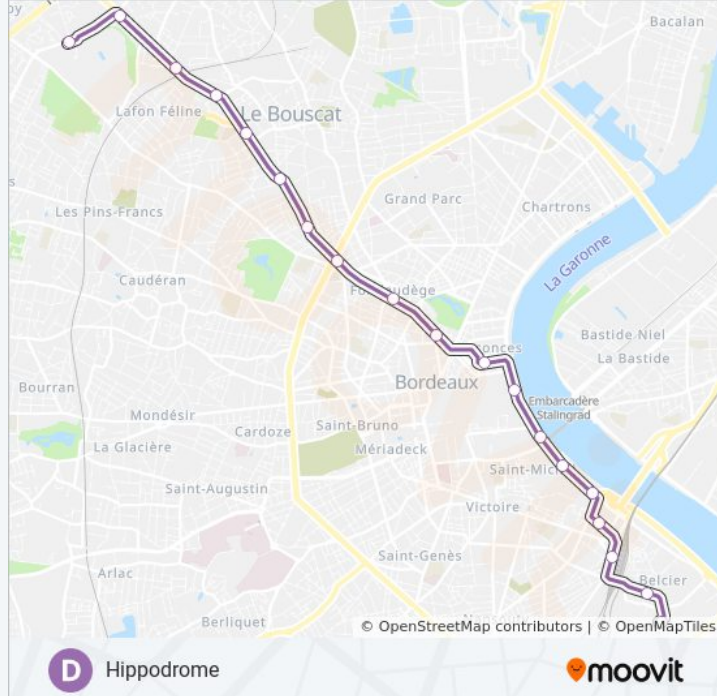 by
Bacalan
Lafon Féline
Le Bouscat
s
Grand Parc
Chartrons
Les Pins-Francs
La Garonne
Caudéran
Bastide Niel
La Bastide
Bourran
Bordeaux
Embarcadère
Stalingrad
Mondésir
Saint-Bruno
Cardoze
La Glacière
Mériadeck
Saint-Augustin
Victoire
Saint-Genès
Arlac
Belcier
Berliquet
© OpenStreetMap contributors | © OpenMapTiles
D Hippodrome
moovit